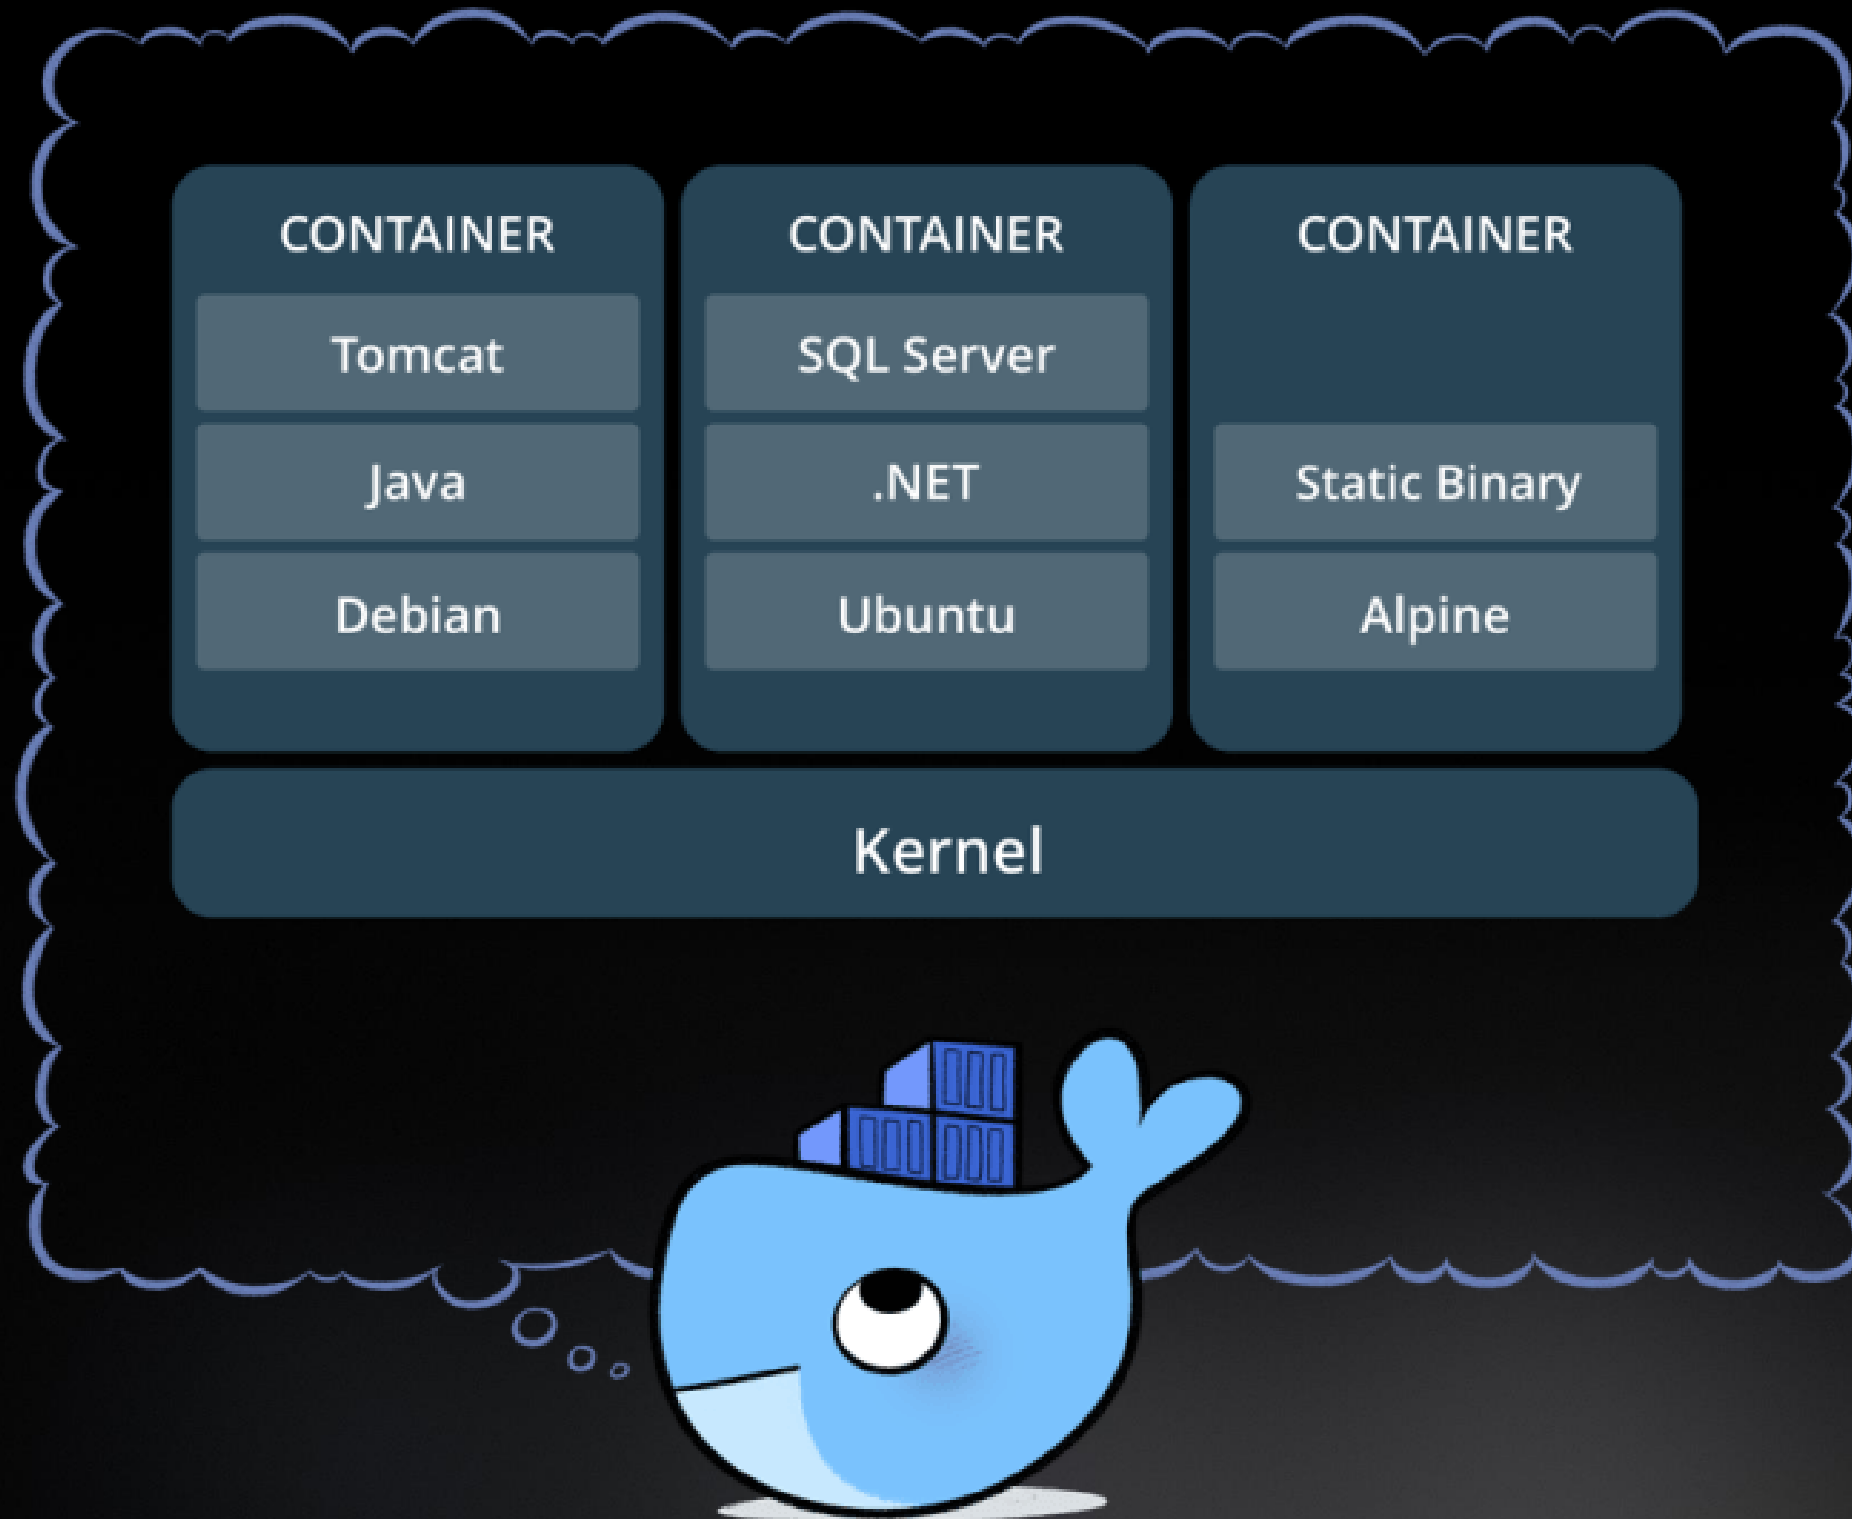 CONTAINER
Tomcat
Java
Debian
CONTAINER
SQL Server
.NET
Ubuntu
CONTAINER
Static Binary
Alpine
Kernel